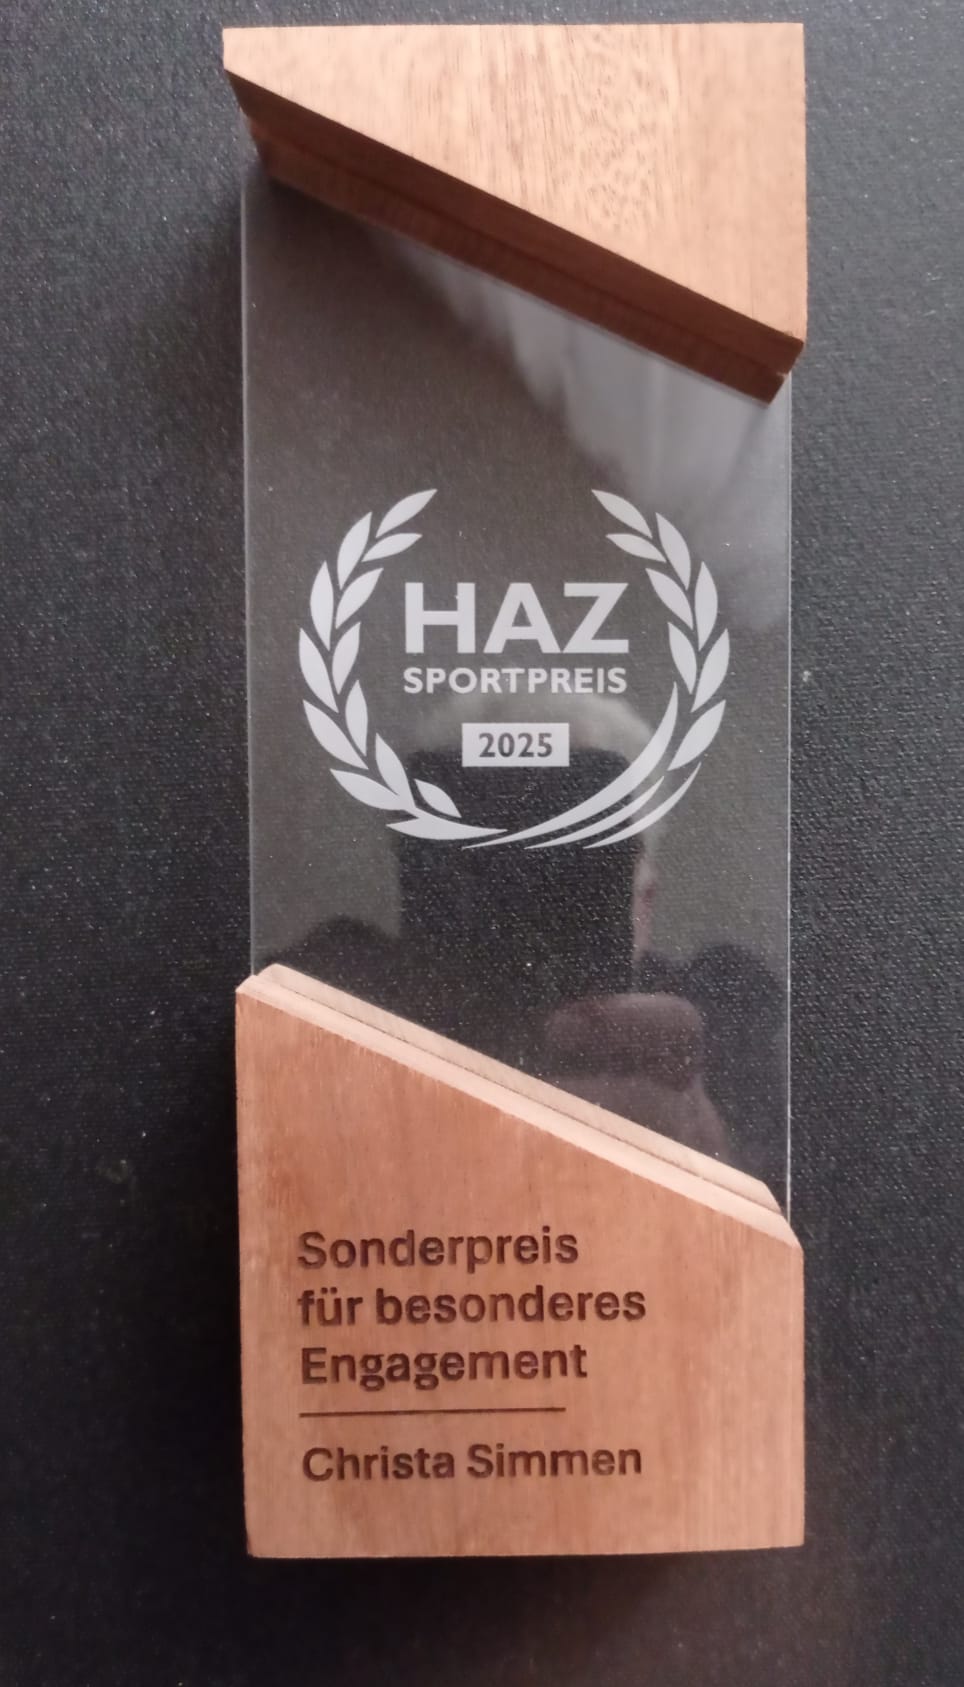 HAZ
SPORTPREIS
2025
Sonderpreis
für besonderes
Engagement
Christa Simmen